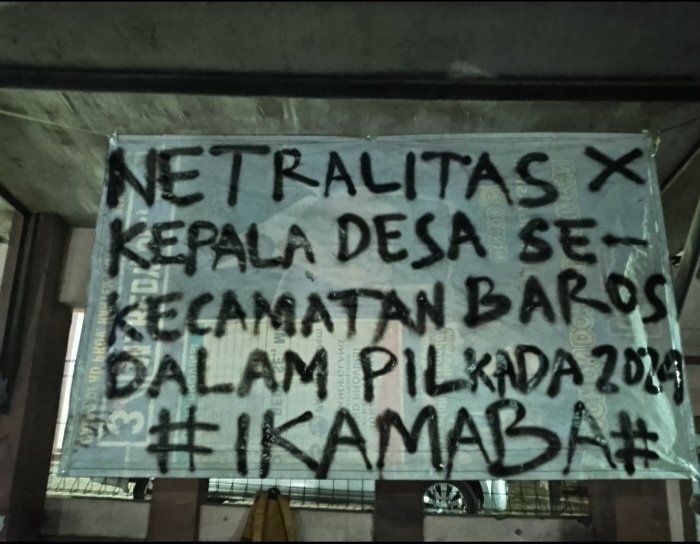 NETRALITAS X
KEPALA DESA SE-
KECAMATAN BAROS
DALAM PILKADA 2024
#IKAMABA#